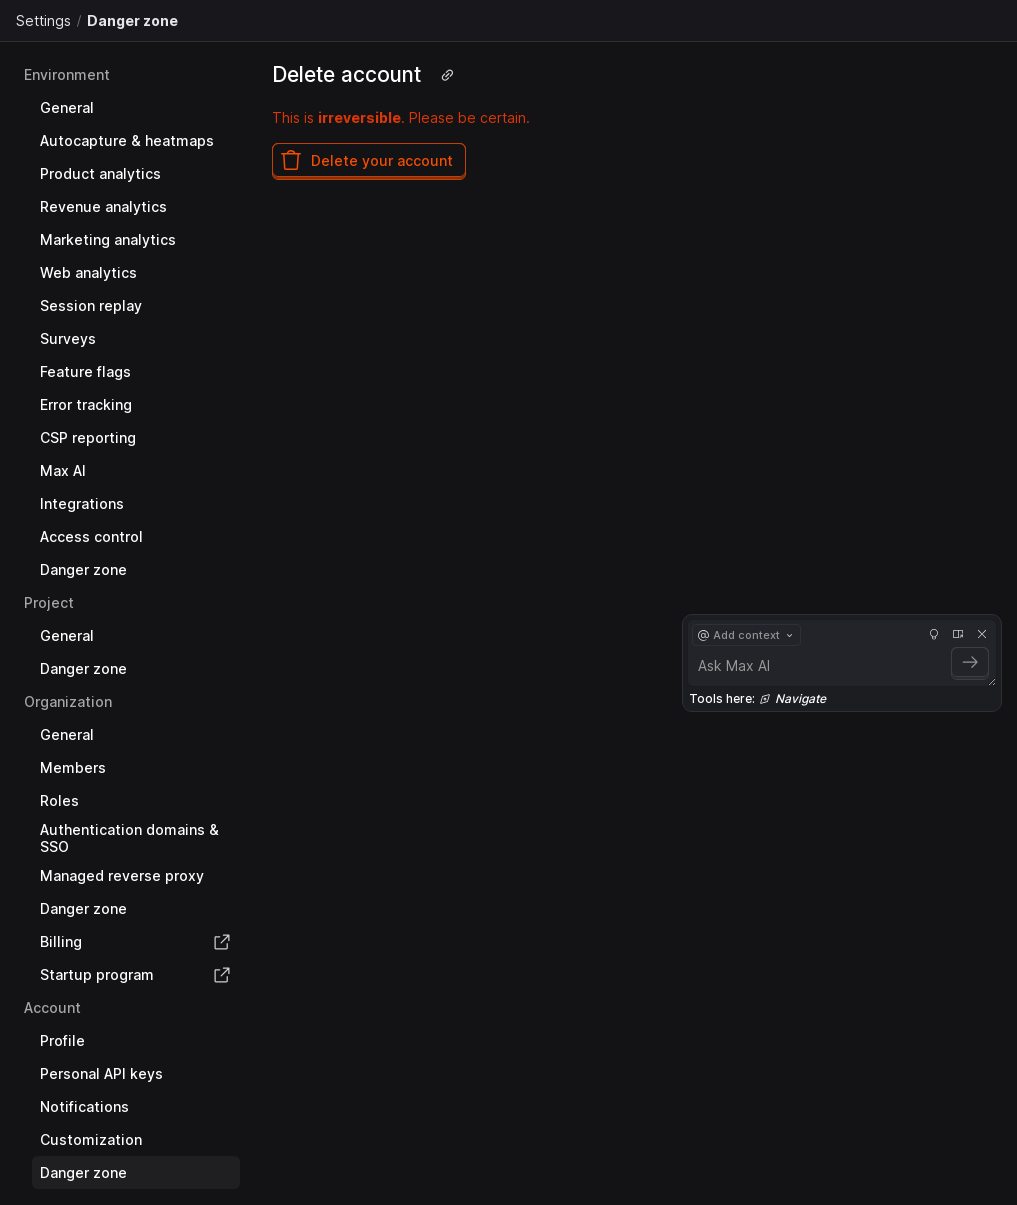 Settings / Danger zone
Environment
General
Autocapture & heatmaps
Product analytics
Revenue analytics
Marketing analytics
Web analytics
Session replay
Surveys
Feature flags
Error tracking
CSP reporting
Max AI
Integrations
Access control
Danger zone
Project
General
Danger zone
Organization
General
Members
Roles
Authentication domains &
SSO
Managed reverse proxy
Danger zone
Billing
Startup program
Account
Profile
Personal API keys
Notifications
Customization
Danger zone
Delete account
This is irreversible. Please be certain.
Delete your account
@ Add context
Ask Max AI
Tools here: Navigate